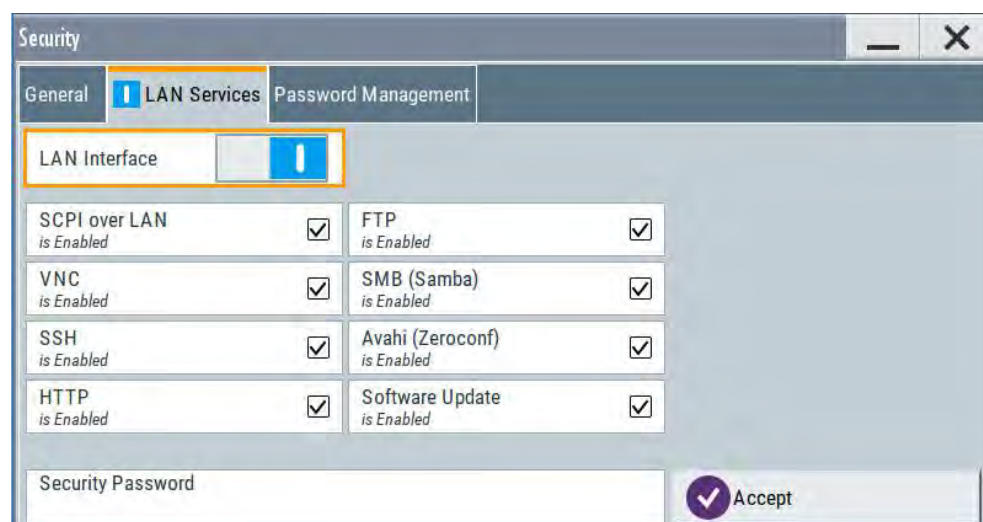 Security
General LAN Services Password Management
LAN Interface
SCPI over LAN FTP
is Enabled is Enabled
VNC SMB (Samba)
is Enabled is Enabled
SSH Avahi (Zeroconf)
is Enabled is Enabled
HTTP Software Update
is Enabled is Enabled
Security Password Accept